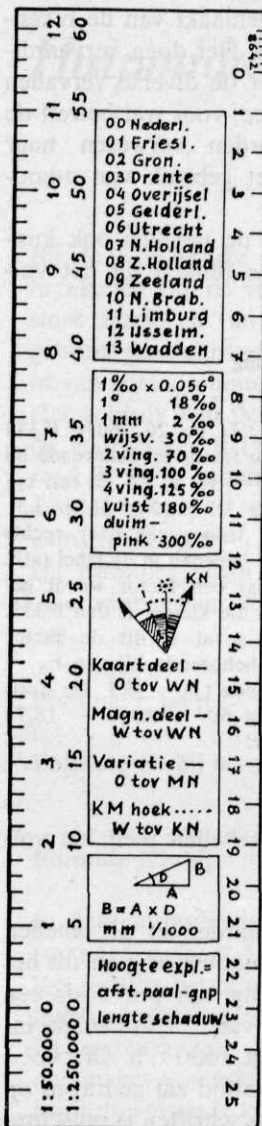 00 Nederl.
01 Friesl.
02 Gron.
03 Drente
04 Overijsel
05 Gelderl.
06 Utrecht
07 N.Holland
08 Z.Holland
09 Zeeland
10 N.Brab.
11 Limburg
12 IJsselm.
13 Wadden
1‰ x 0.056°
1° 18‰
1 mm 2‰
wijsv. 30‰
2 ving. 70‰
3 ving. 100‰
4 ving. 125‰
vuist 180‰
duim—
pink 300‰
KN
Kaartdeel -
O tov WN
Magn.deel —
W tov WN
Variatie -
O tov MN
KM hoek ......
W tov KN
B
D
A
B=A x D
mm 1/1000
Hoogte expl.=
afst.paal-gnp
lengte schaduw
11 10 9 8 7 6 5 4 3 2 1 0
1:50.000
60 55 50 45 40 35 30 25 20 15 10 5 0
1:250.000
0 1 2 3 4 5 6 7 8 9 10 11 12 13 14 15 16 17 18 19 20 21 22 23 24 25
8642